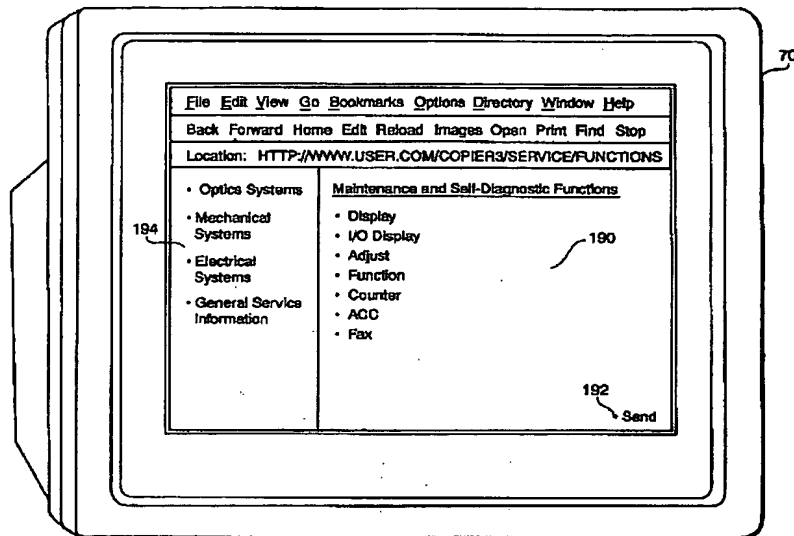 70
File Edit View Go Bookmarks Options Directory Window Help
Back Forward Home Edit Reload Images Open Print Find Stop
Location: HTTP://WWW.USER.COM/COPIER3/SERVICE/FUNCTIONS
• Optics Systems
• Mechanical
Systems
• Electrical
Systems
• General Service
Information
194
Maintenance and Self-Diagnostic Functions
• Display
• I/O Display
• Adjust
• Function
• Counter
• ACC
• Fax
190
192
• Send